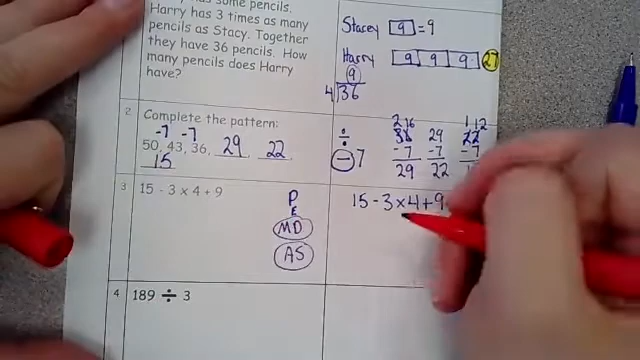 some pencils.
Harry has 3 times as many
pencils as Stacy. Together
they have 36 pencils. How
many pencils does Harry
have?
Stacey 9 = 9
Harry 9 9 9 27
9
4 36
2 Complete the pattern:
-7 -7
50, 43, 36, 29, 22
15
÷
- 7
2 16
36
-7
29
29
-7
22
1 12
22
-7
3 15 - 3 x 4 + 9
P
E
MD
AS
15 - 3 x 4 + 9
4 189 ÷ 3